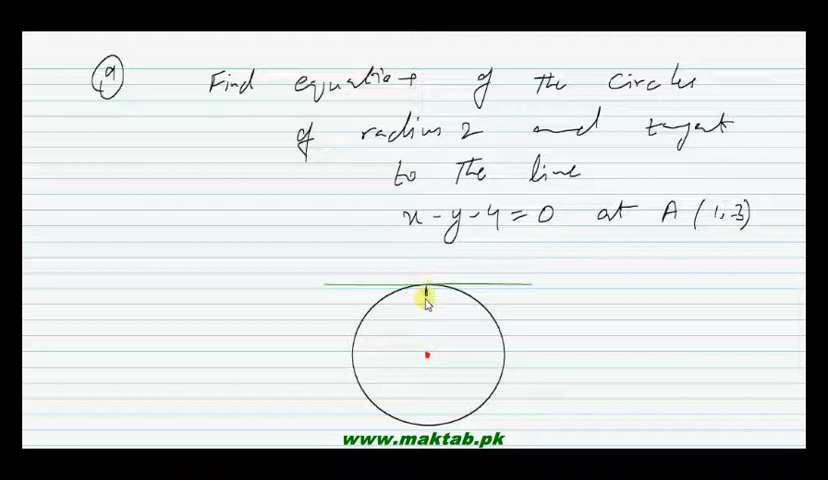 9
Find equation of the circles
of radius 2 and tangent
to the line
x - y - 4 = 0 at A (1, -3)
www.maktab.pk